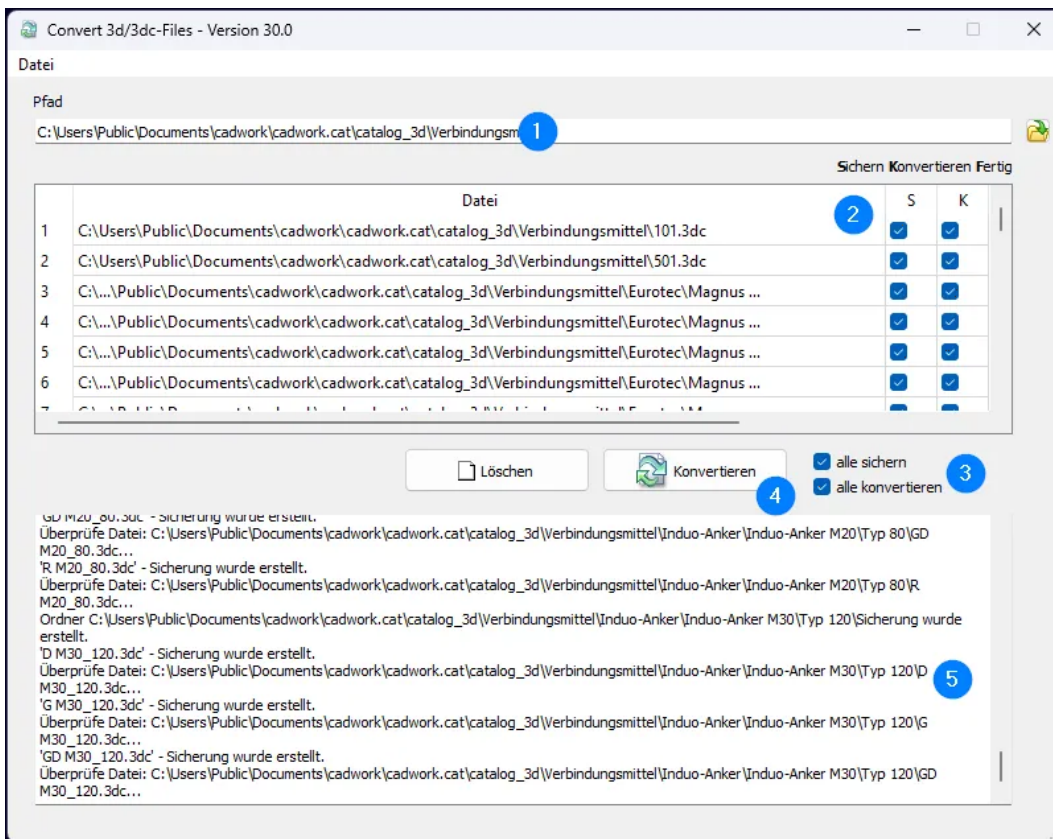 Convert 3d/3dc-Files - Version 30.0
Datei
Pfad
C:\Users\Public\Documents\cadwork\cadwork.cat\catalog_3d\Verbindungsm 1
Sichern Konvertieren Fertig
Datei 2 S K
1 C:\Users\Public\Documents\cadwork\cadwork.cat\catalog_3d\Verbindungsmittel\101.3dc
2 C:\Users\Public\Documents\cadwork\cadwork.cat\catalog_3d\Verbindungsmittel\501.3dc
3 C:\...\Public\Documents\cadwork\cadwork.cat\catalog_3d\Verbindungsmittel\Eurotec\Magnus ...
4 C:\...\Public\Documents\cadwork\cadwork.cat\catalog_3d\Verbindungsmittel\Eurotec\Magnus ...
5 C:\...\Public\Documents\cadwork\cadwork.cat\catalog_3d\Verbindungsmittel\Eurotec\Magnus ...
6 C:\...\Public\Documents\cadwork\cadwork.cat\catalog_3d\Verbindungsmittel\Eurotec\Magnus ...
Löschen Konvertieren 4
alle sichern
alle konvertieren 3
'GD M20_80.3dc' - Sicherung wurde erstellt.
Überprüfe Datei: C:\Users\Public\Documents\cadwork\cadwork.cat\catalog_3d\Verbindungsmittel\Induo-Anker\Induo-Anker M20\Typ 80\GD
M20_80.3dc...
'R M20_80.3dc' - Sicherung wurde erstellt.
Überprüfe Datei: C:\Users\Public\Documents\cadwork\cadwork.cat\catalog_3d\Verbindungsmittel\Induo-Anker\Induo-Anker M20\Typ 80\R
M20_80.3dc...
Ordner C:\Users\Public\Documents\cadwork\cadwork.cat\catalog_3d\Verbindungsmittel\Induo-Anker\Induo-Anker M30\Typ 120\Sicherung wurde
erstellt.
'D M30_120.3dc' - Sicherung wurde erstellt.
Überprüfe Datei: C:\Users\Public\Documents\cadwork\cadwork.cat\catalog_3d\Verbindungsmittel\Induo-Anker\Induo-Anker M30\Typ 120\D 5
M30_120.3dc...
'G M30_120.3dc' - Sicherung wurde erstellt.
Überprüfe Datei: C:\Users\Public\Documents\cadwork\cadwork.cat\catalog_3d\Verbindungsmittel\Induo-Anker\Induo-Anker M30\Typ 120\G
M30_120.3dc...
'GD M30_120.3dc' - Sicherung wurde erstellt.
Überprüfe Datei: C:\Users\Public\Documents\cadwork\cadwork.cat\catalog_3d\Verbindungsmittel\Induo-Anker\Induo-Anker M30\Typ 120\GD
M30_120.3dc...